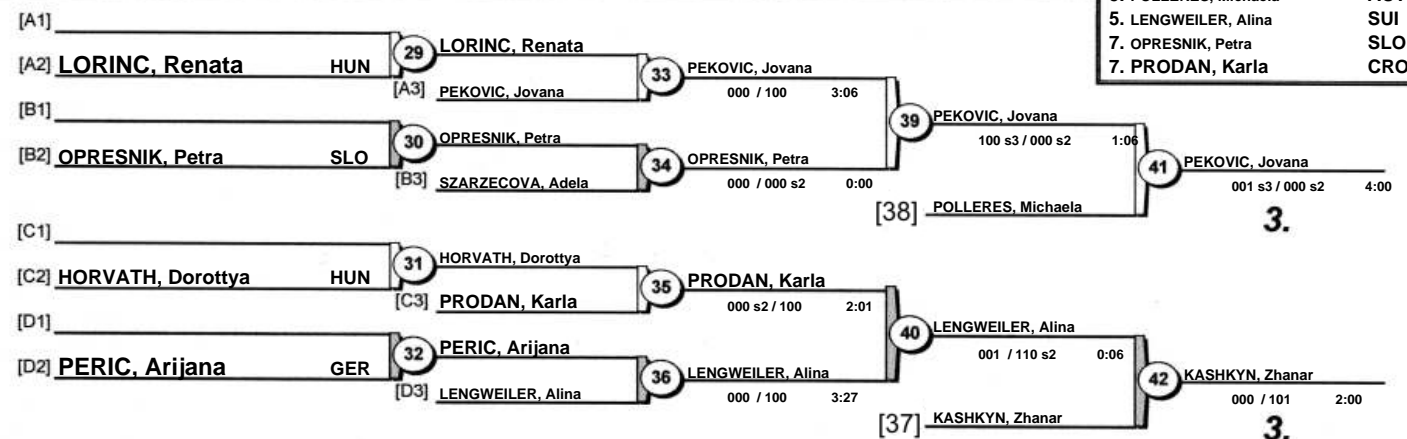 5. LENGWEILER, Alina SUI
7. OPRESNIK, Petra SLO
7. PRODAN, Karla CRO
[A1]
[A2] LORINC, Renata HUN
29
LORINC, Renata
[A3] PEKOVIC, Jovana
33
PEKOVIC, Jovana
000 / 100 3:06
[B1]
[B2] OPRESNIK, Petra SLO
30
OPRESNIK, Petra
[B3] SZARZECOVA, Adela
34
OPRESNIK, Petra
000 / 000 s2 0:00
39
PEKOVIC, Jovana
100 s3 / 000 s2 1:06
[38] POLLERES, Michaela
41
PEKOVIC, Jovana
001 s3 / 000 s2 4:00
3.
[C1]
[C2] HORVATH, Dorottya HUN
31
HORVATH, Dorottya
[C3] PRODAN, Karla
35
PRODAN, Karla
000 s2 / 100 2:01
[D1]
[D2] PERIC, Arijana GER
32
PERIC, Arijana
[D3] LENGWEILER, Alina
36
LENGWEILER, Alina
000 / 100 3:27
40
LENGWEILER, Alina
001 / 110 s2 0:06
[37] KASHKYN, Zhanar
42
KASHKYN, Zhanar
000 / 101 2:00
3.